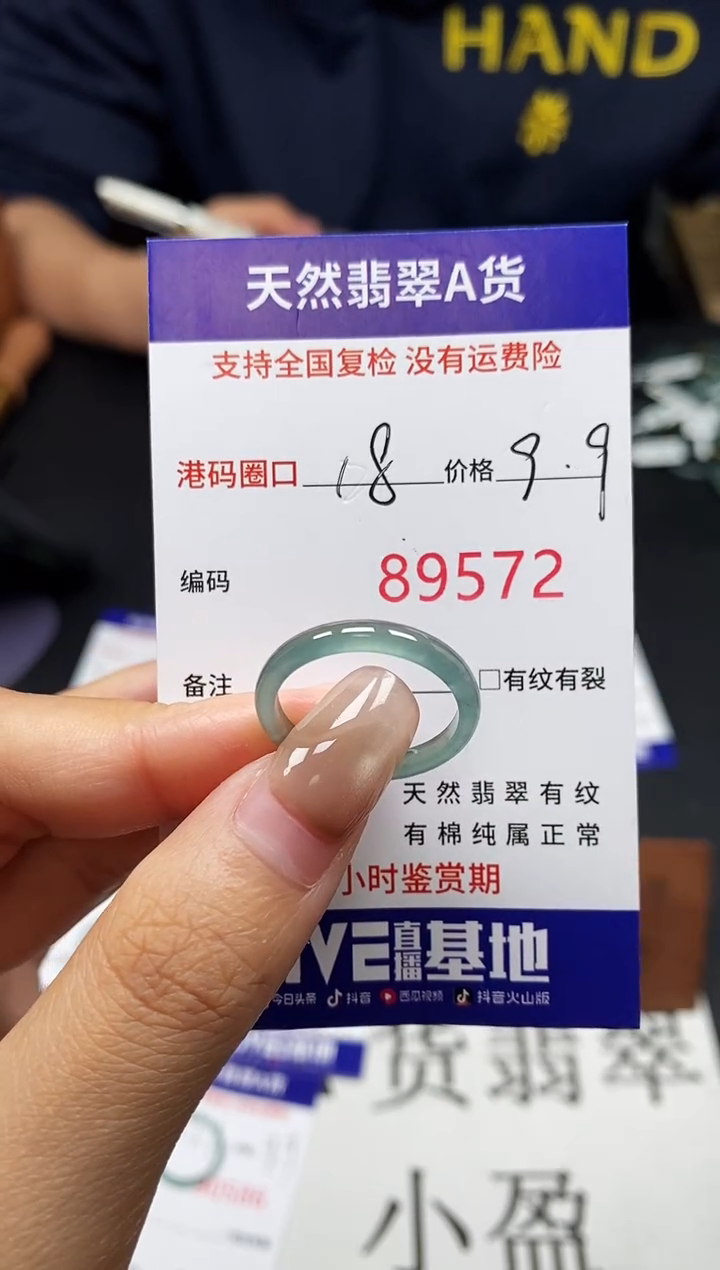 HAND
天然翡翠A货
支持全国复检 没有运费险
港码圈口 18 价格 9.9
编码 89572
备注 □有纹有裂
天然翡翠有纹
有棉纯属正常
小时鉴赏期
IVE直播基地
今日头条 抖音 西瓜视频 抖音火山版
货翡翠
小盈